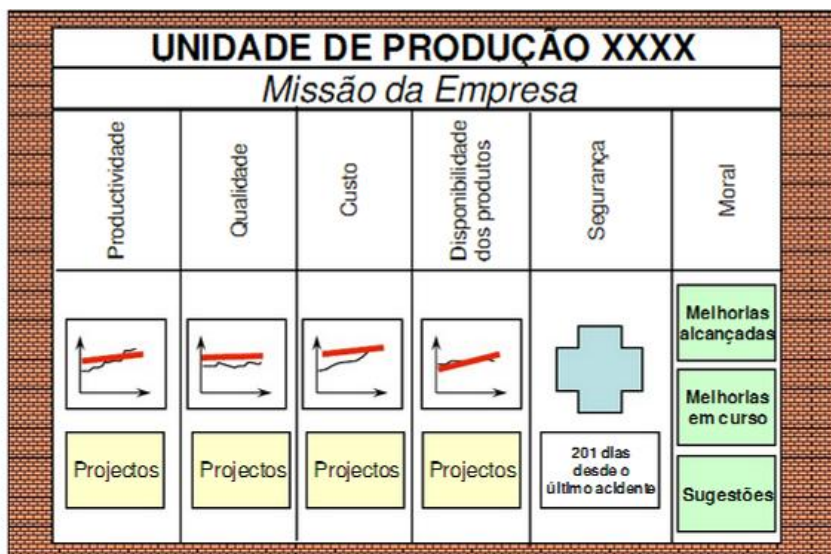 UNIDADE DE PRODUÇÃO XXXX
Missão da Empresa
Productividade
Qualidade
Custo
Disponibilidade
dos produtos
Segurança
Moral
Projectos
Projectos
Projectos
Projectos
201 dias
desde o
último acidente
Melhorias
alcançadas
Melhorias
em curso
Sugestões